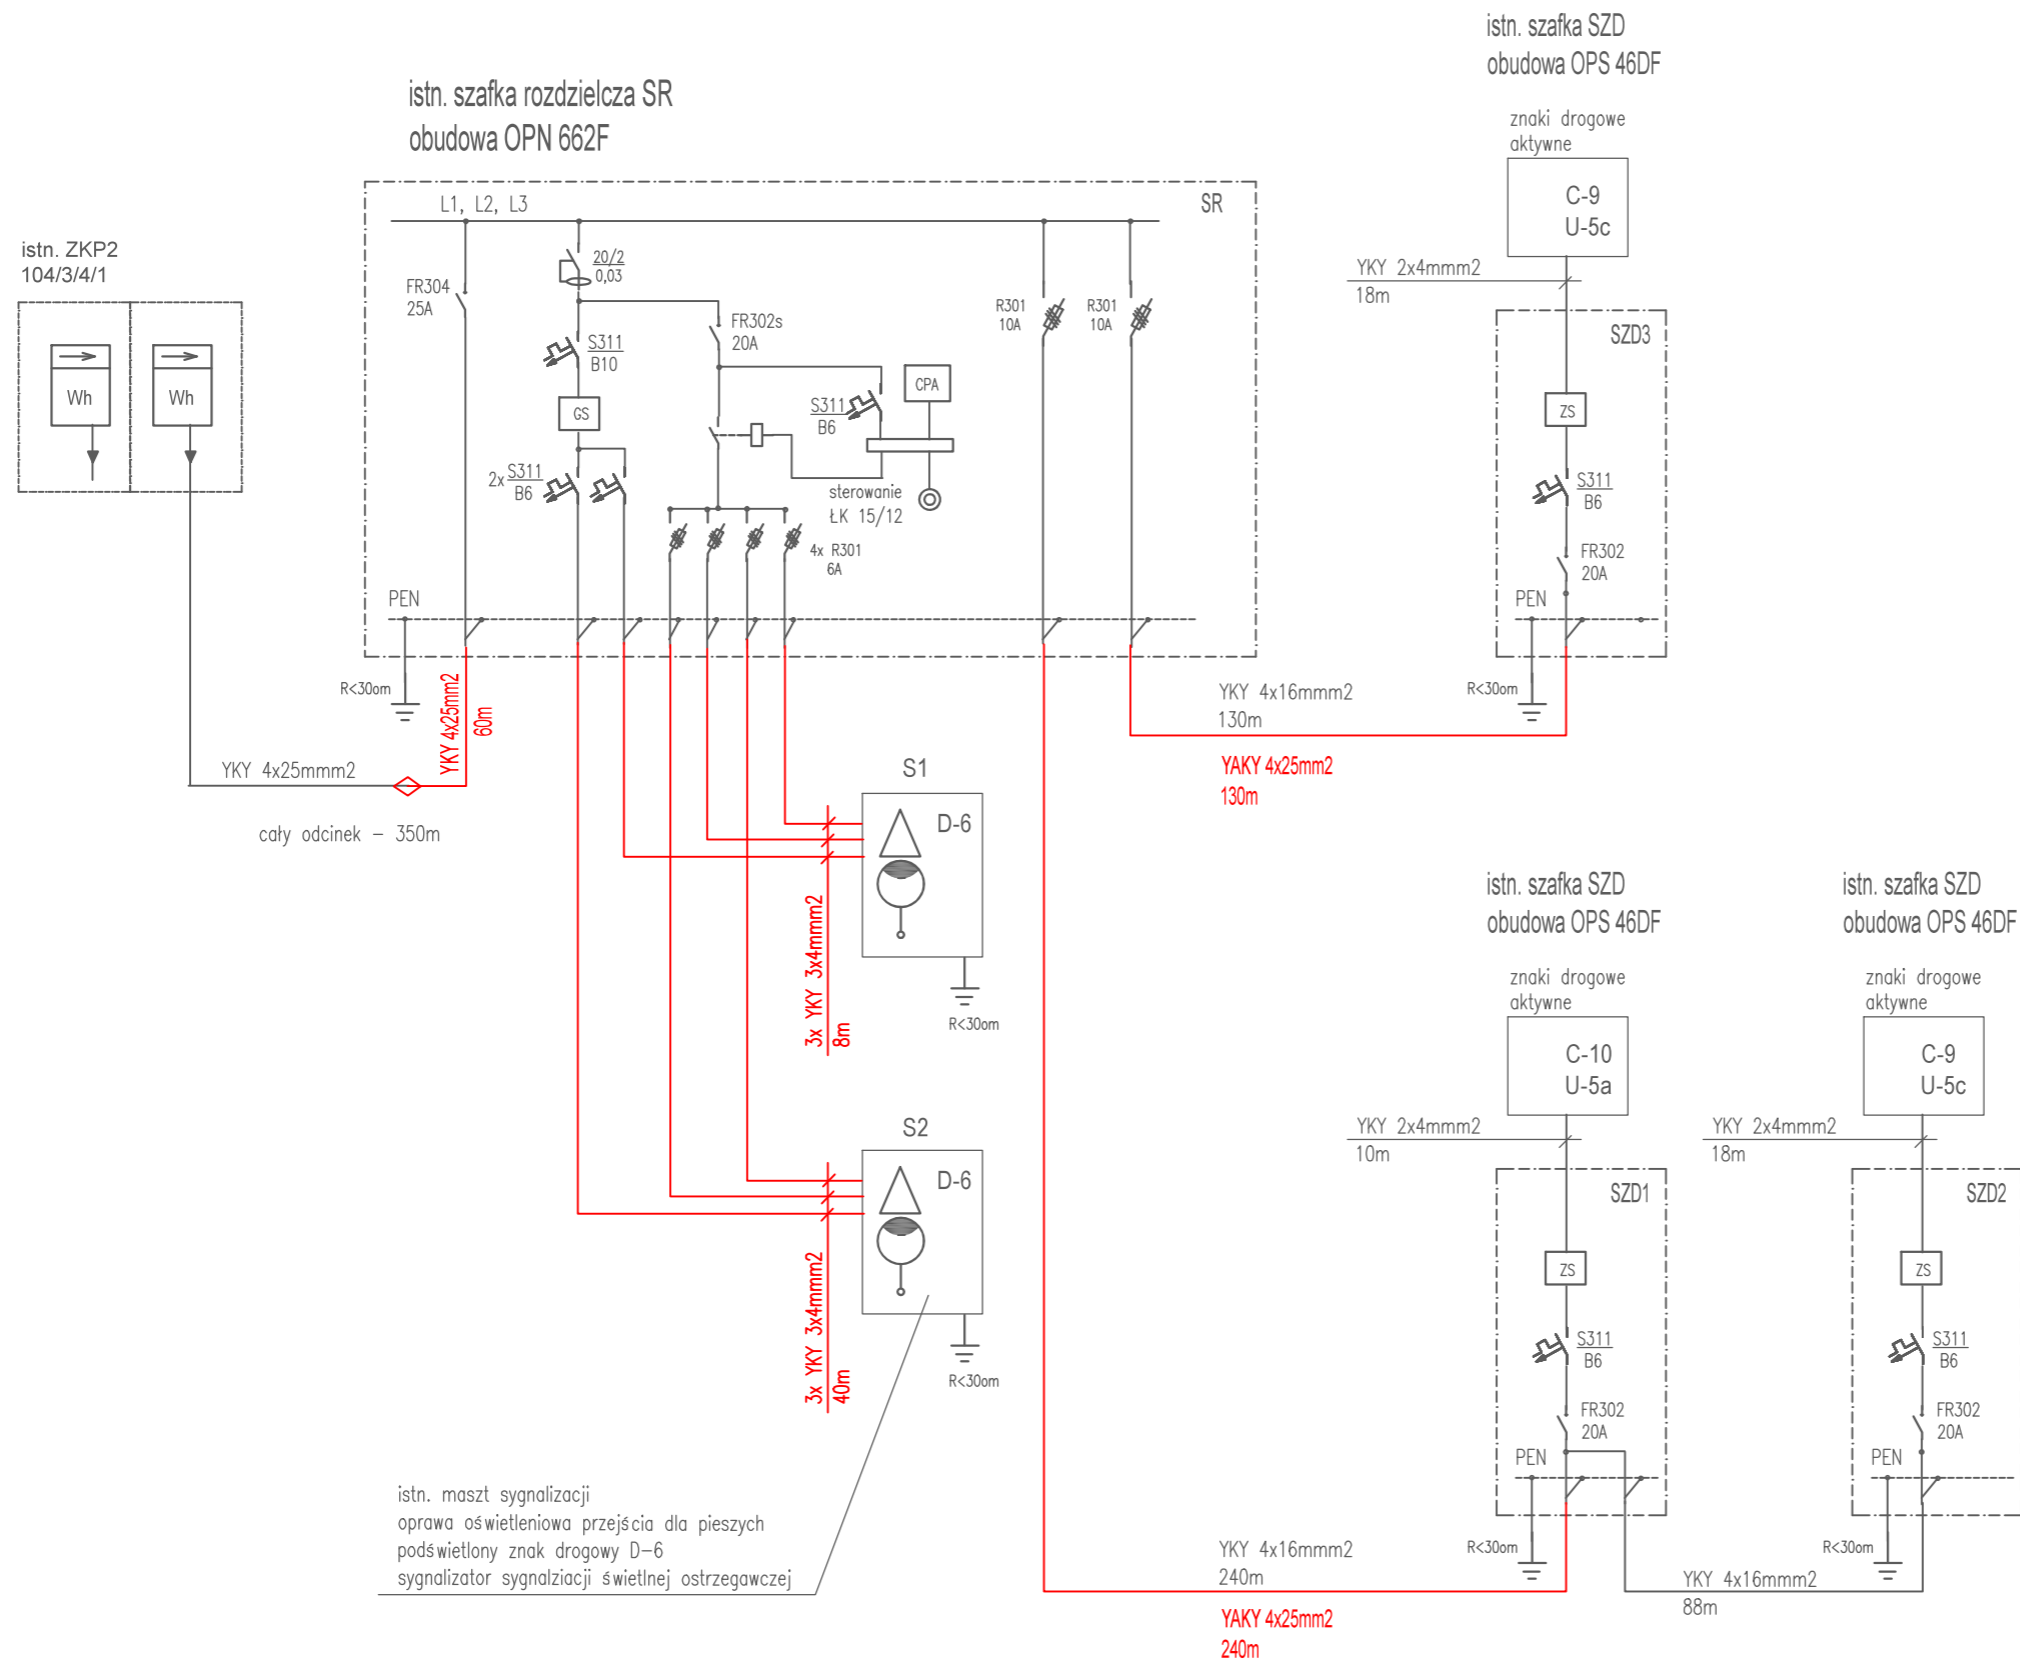 istn. szafka SZD
obudowa OPS 46DF
znaki drogowe
aktywne
C-9
U-5c
YKY 2x4mmm2
18m
SZD3
ZS
S311
B6
FR302
20A
PEN
R<30om
istn. szafka rozdzielcza SR
obudowa OPN 662F
L1, L2, L3
SR
istn. ZKP2
104/3/4/1
Wh
Wh
FR304
25A
20/2
0,03
S311
B10
GS
2x S311
B6
FR302s
20A
S311
B6
CPA
sterowanie
ŁK 15/12
4x R301
6A
R301
10A
R301
10A
PEN
R<30om
YKY 4x25mm2
60m
YKY 4x25mmm2
cały odcinek – 350m
YKY 4x16mmm2
130m
YAKY 4x25mm2
130m
S1
D-6
3x YKY 3x4mmm2
8m
R<30om
S2
D-6
3x YKY 3x4mmm2
40m
R<30om
istn. maszt sygnalizacji
oprawa oświetleniowa przejścia dla pieszych
podświetlony znak drogowy D–6
sygnalizator sygnalziacji świetlnej ostrzegawczej
istn. szafka SZD
obudowa OPS 46DF
znaki drogowe
aktywne
C-10
U-5a
YKY 2x4mmm2
10m
SZD1
ZS
S311
B6
FR302
20A
PEN
R<30om
YKY 4x16mmm2
240m
YAKY 4x25mm2
240m
istn. szafka SZD
obudowa OPS 46DF
znaki drogowe
aktywne
C-9
U-5c
YKY 2x4mmm2
18m
SZD2
ZS
S311
B6
FR302
20A
PEN
R<30om
YKY 4x16mmm2
88m